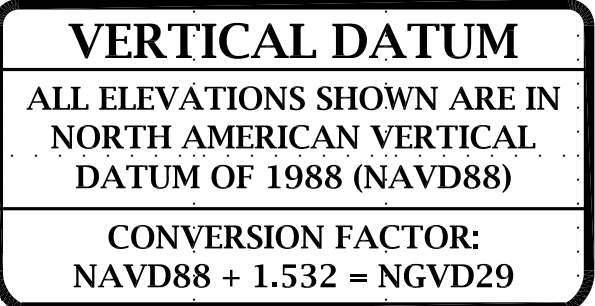 VERTICAL DATUM
ALL ELEVATIONS SHOWN ARE IN
NORTH AMERICAN VERTICAL
DATUM OF 1988 (NAVD88)
CONVERSION FACTOR:
NAVD88 + 1.532 = NGVD29